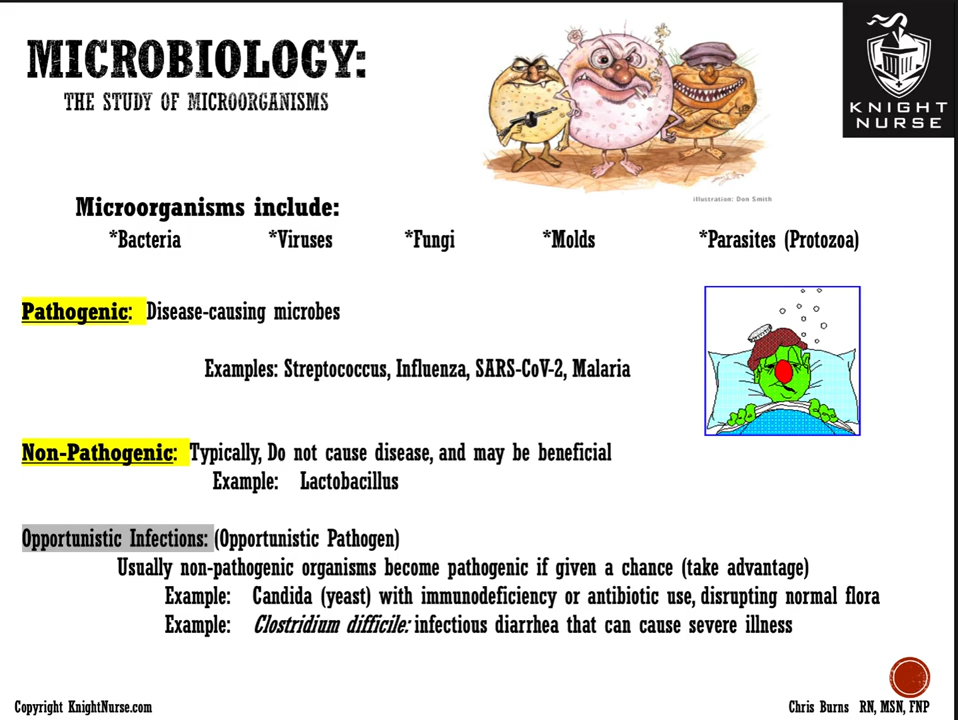 MICROBIOLOGY:
THE STUDY OF MICROORGANISMS
KNIGHT
NURSE
illustration: Don Smith
Microorganisms include:
*Bacteria *Viruses *Fungi *Molds *Parasites (Protozoa)
Pathogenic: Disease-causing microbes
Examples: Streptococcus, Influenza, SARS-CoV-2, Malaria
Non-Pathogenic: Typically, Do not cause disease, and may be beneficial
Example: Lactobacillus
Opportunistic Infections: (Opportunistic Pathogen)
Usually non-pathogenic organisms become pathogenic if given a chance (take advantage)
Example: Candida (yeast) with immunodeficiency or antibiotic use, disrupting normal flora
Example: Clostridium difficile: infectious diarrhea that can cause severe illness
Copyright KnightNurse.com
Chris Burns RN, MSN, FNP